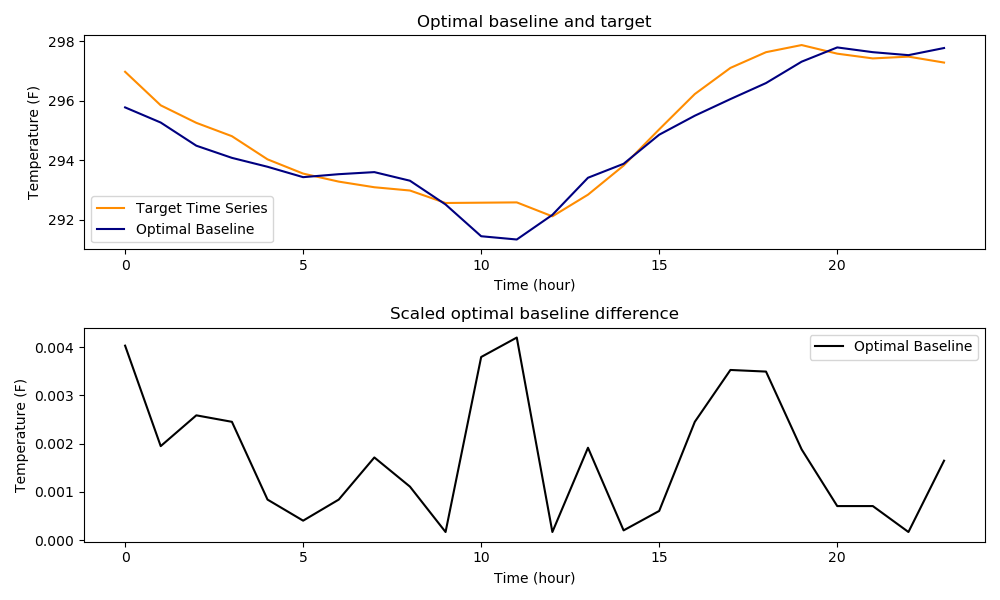 Optimal baseline and target
298
296
294
292
Temperature (F)
Target Time Series
Optimal Baseline
0 5 10 15 20
Time (hour)
Scaled optimal baseline difference
0.004
0.003
0.002
0.001
0.000
Temperature (F)
Optimal Baseline
0 5 10 15 20
Time (hour)